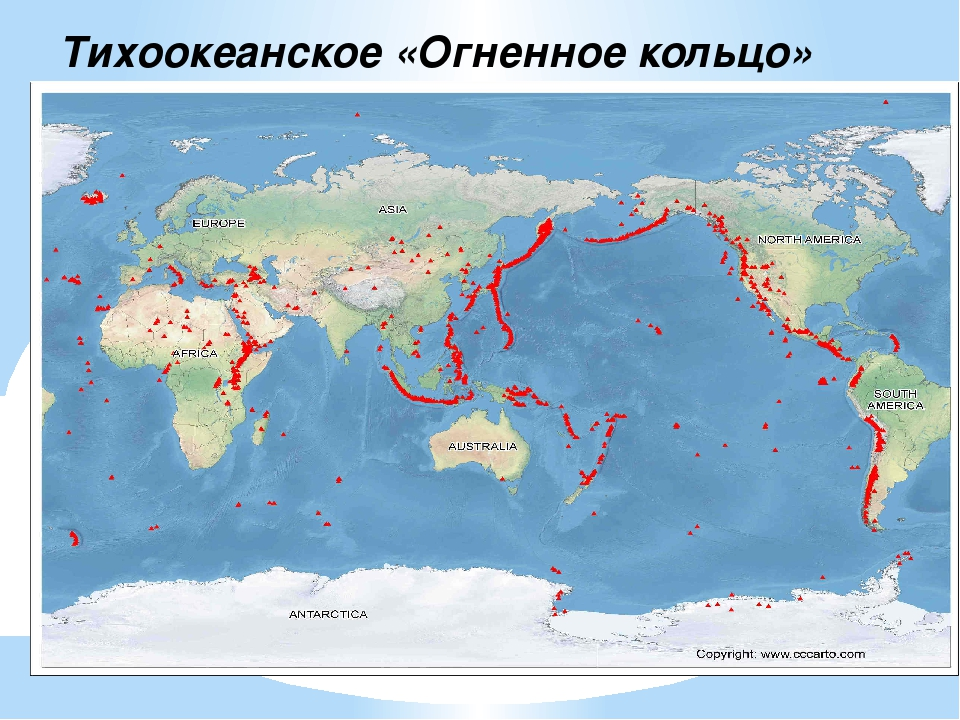 Тихоокеанское «Огненное кольцо»
EUROPE
ASIA
NORTH AMERICA
AFRICA
SOUTH
AMERICA
AUSTRALIA
ANTARCTICA
Copyright: www.cccarto.com